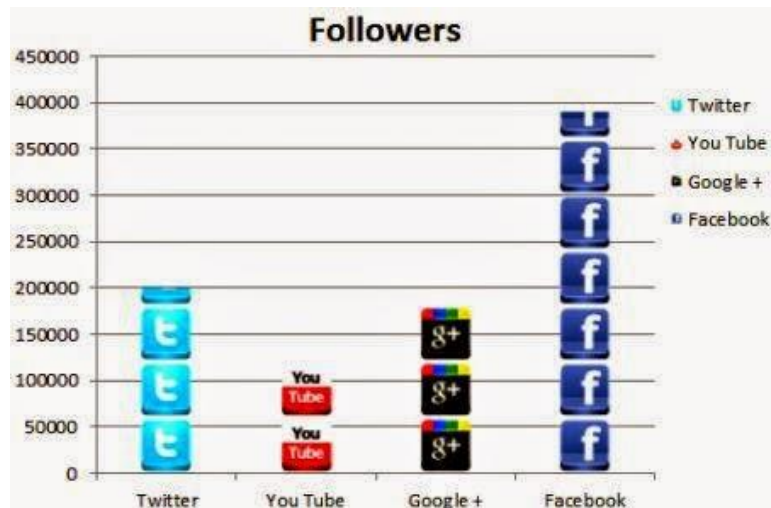 Followers
450000
400000
350000
300000
250000
200000
150000
100000
50000
0
Twitter
You Tube
Google +
Facebook
t
t
t
You
Tube
You
Tube
g+
g+
g+
f
f
f
f
f
f
Twitter You Tube Google + Facebook